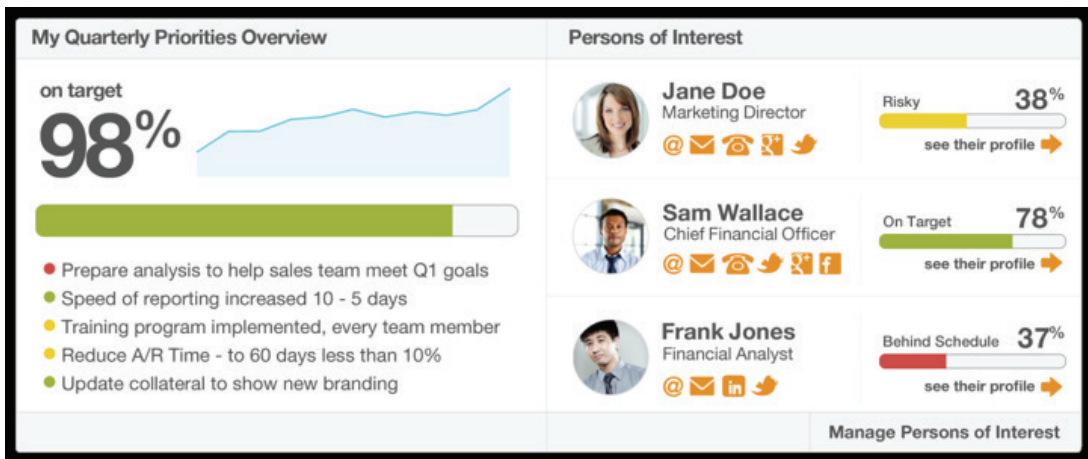 My Quarterly Priorities Overview
on target
98%
Prepare analysis to help sales team meet Q1 goals
Speed of reporting increased 10 - 5 days
Training program implemented, every team member
Reduce A/R Time - to 60 days less than 10%
Update collateral to show new branding
Persons of Interest
Jane Doe
Marketing Director
Risky 38%
see their profile
Sam Wallace
Chief Financial Officer
On Target 78%
see their profile
Frank Jones
Financial Analyst
Behind Schedule 37%
see their profile
Manage Persons of Interest